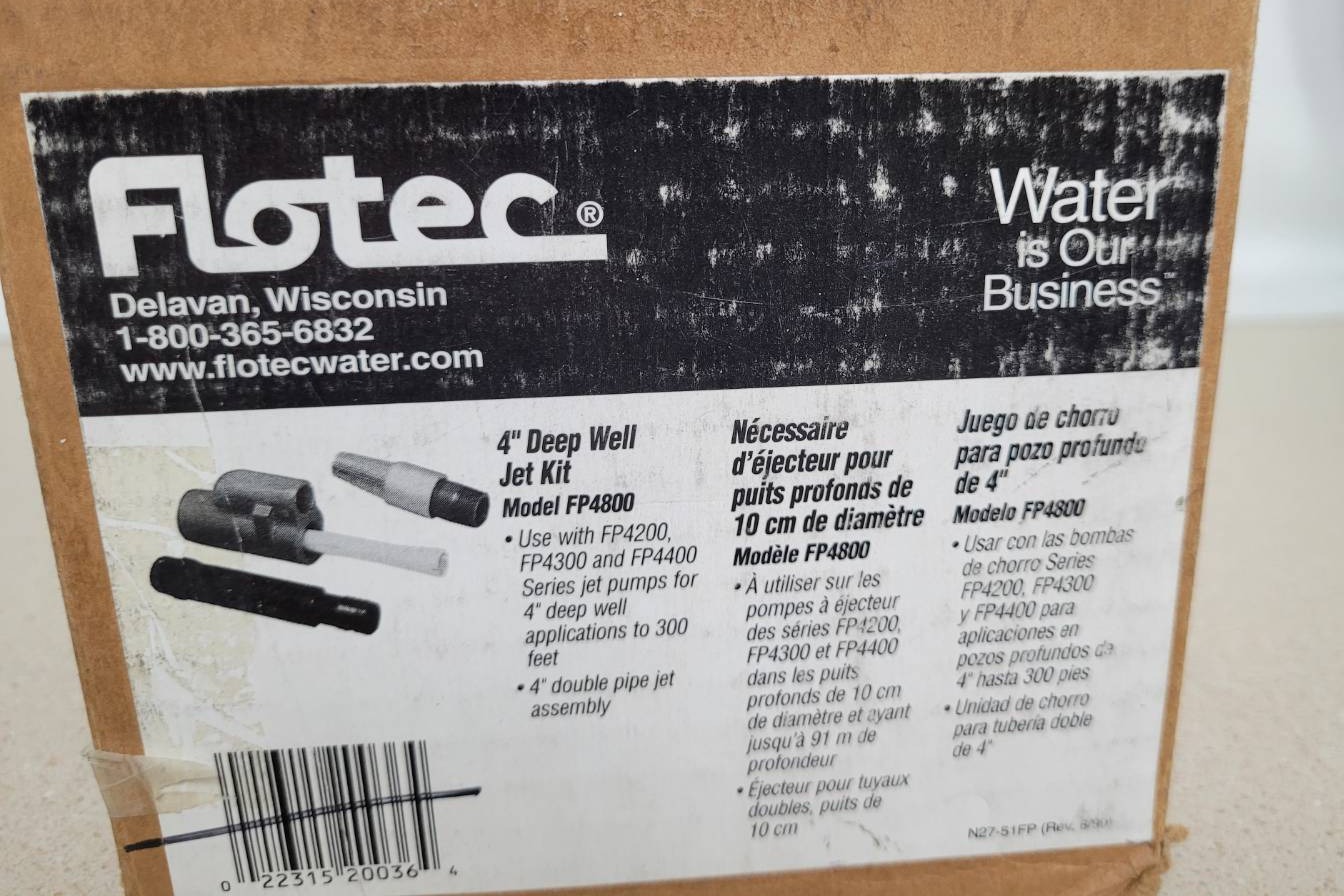 Flotec®
Delavan, Wisconsin
1-800-365-6832
www.flotecwater.com
Water
is Our
Business™
4" Deep Well
Jet Kit
Model FP4800
• Use with FP4200,
FP4300 and FP4400
Series jet pumps for
4" deep well
applications to 300
feet
• 4" double pipe jet
assembly
Nécessaire
d'éjecteur pour
puits profonds de
10 cm de diamètre
Modèle FP4800
• À utiliser sur les
pompes à éjecteur
des séries FP4200,
FP4300 et FP4400
dans les puits
profonds de 10 cm
de diamètre et ayant
jusqu'à 91 m de
profondeur
• Éjecteur pour tuyaux
doubles, puits de
10 cm
Juego de chorro
para pozo profundo
de 4"
Modelo FP4800
• Usar con las bombas
de chorro Series
FP4200, FP4300
y FP4400 para
aplicaciones en
pozos profundos de
4" hasta 300 pies
• Unidad de chorro
para tubería doble
de 4"
N27-51FP (Rev.
0 22315 20036 4